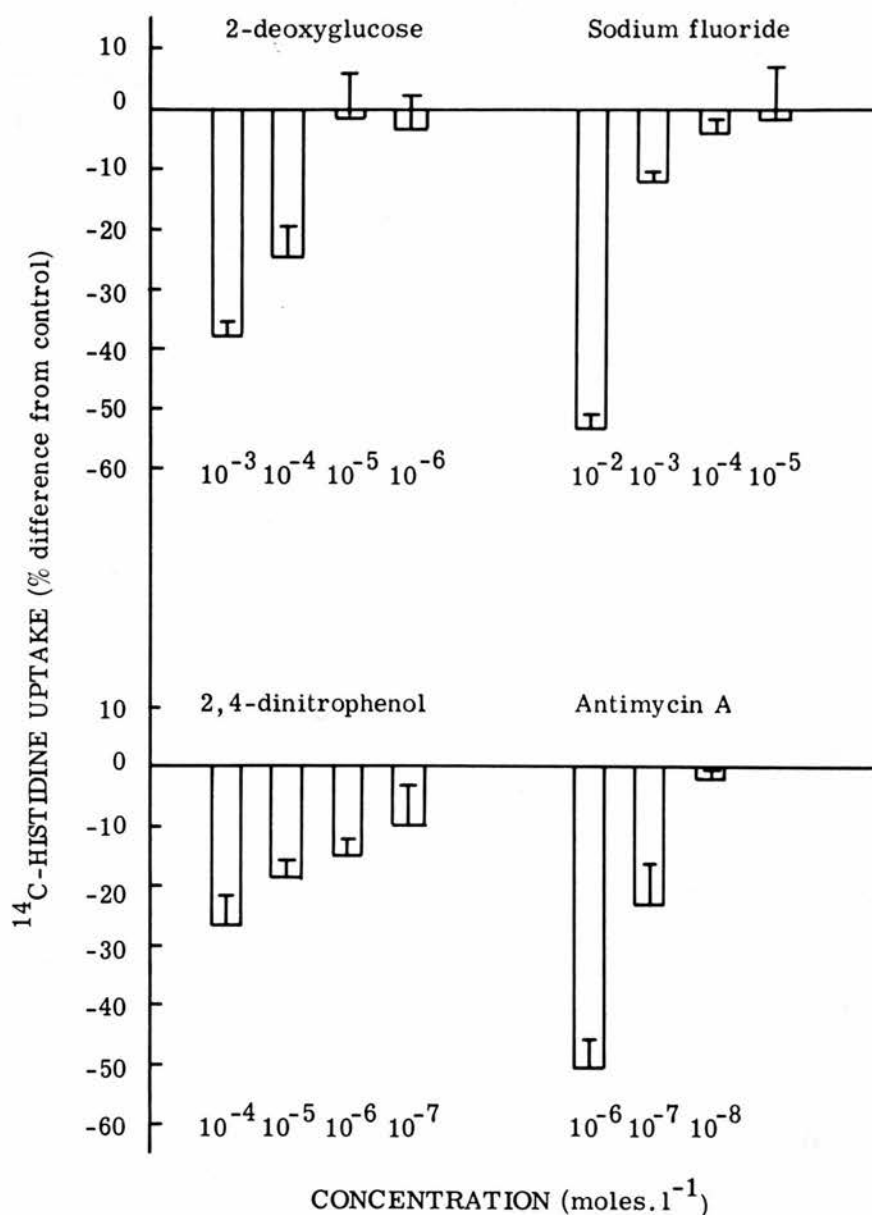 2-deoxyglucose Sodium fluoride
10
0
-10
-20
-30
-40
-50
-60
10⁻³ 10⁻⁴ 10⁻⁵ 10⁻⁶ 10⁻² 10⁻³ 10⁻⁴ 10⁻⁵
¹⁴C-HISTIDINE UPTAKE (% difference from control)
2,4-dinitrophenol Antimycin A
10
0
-10
-20
-30
-40
-50
-60
10⁻⁴ 10⁻⁵ 10⁻⁶ 10⁻⁷ 10⁻⁶ 10⁻⁷ 10⁻⁸
CONCENTRATION (moles.l⁻¹)